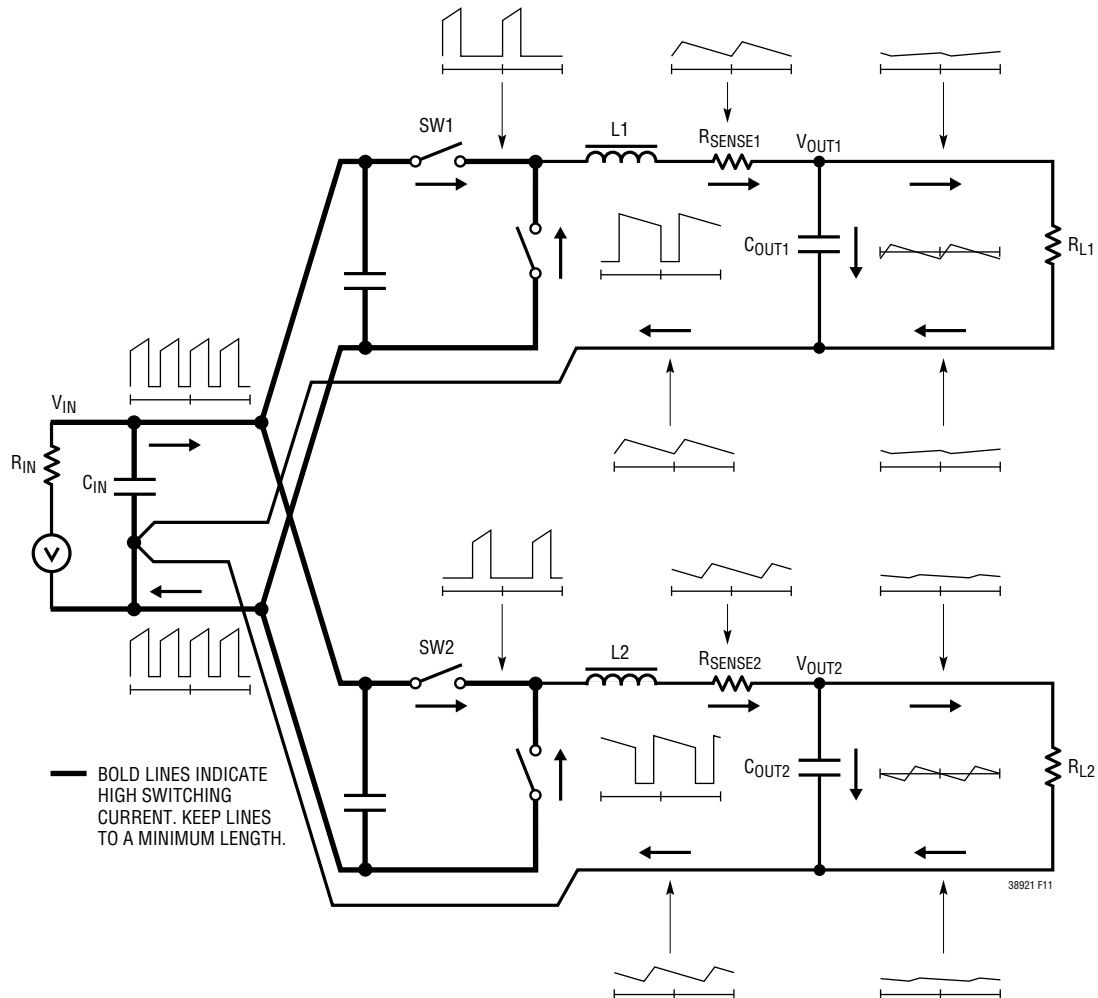 SW1
L1
RSENSE1
VOUT1
COUT1
RL1
VIN
RIN
CIN
V
SW2
L2
RSENSE2
VOUT2
COUT2
RL2
BOLD LINES INDICATE
HIGH SWITCHING
CURRENT. KEEP LINES
TO A MINIMUM LENGTH.
38921 F11